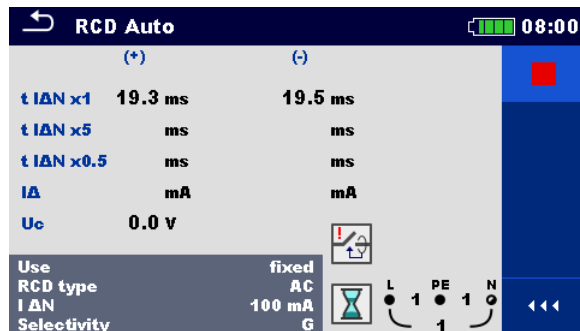 RCD Auto 08:00
(+) (-)
t IΔN x1 19.3 ms 19.5 ms
t IΔN x5 ms ms
t IΔN x0.5 ms ms
IΔ mA mA
Uc 0.0 V
Use fixed
RCD type AC
I ΔN 100 mA
Selectivity G
L PE N
1 1
1